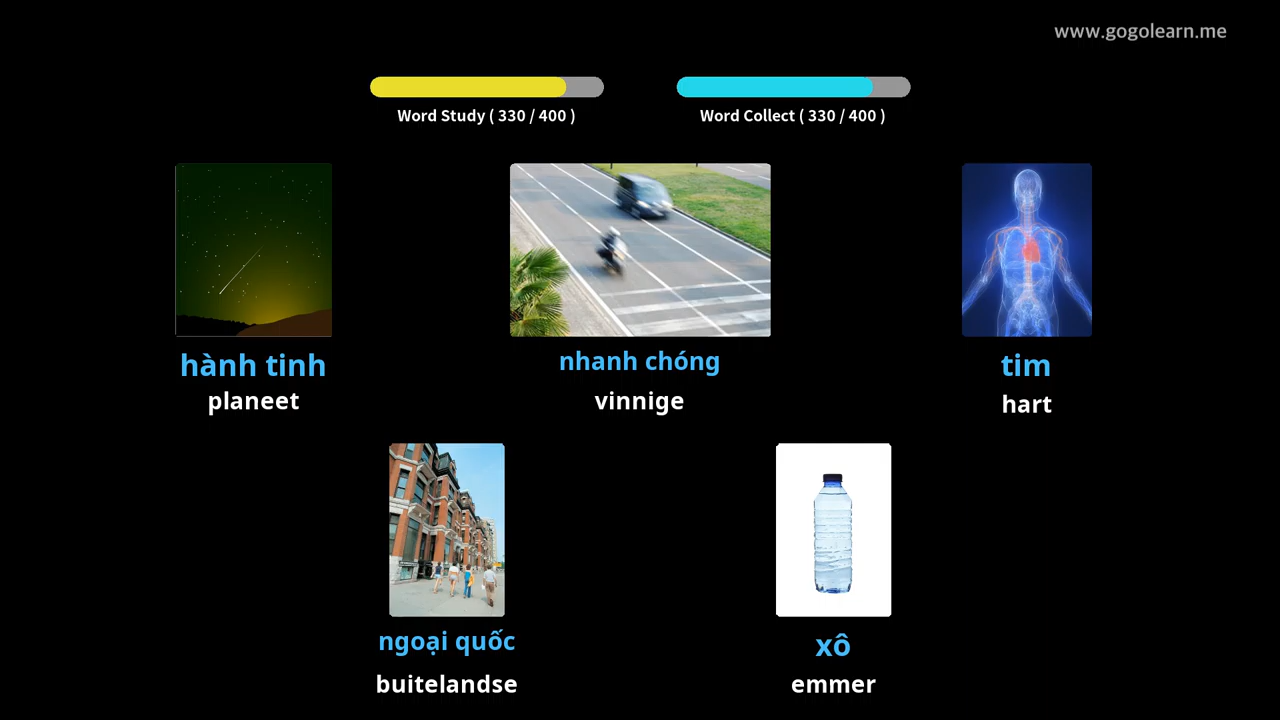 www.gogolearn.me
Word Study ( 330 / 400 )
Word Collect ( 330 / 400 )
hành tinh
planeet
nhanh chóng
vinnige
tim
hart
ngoại quốc
buitelandse
xô
emmer